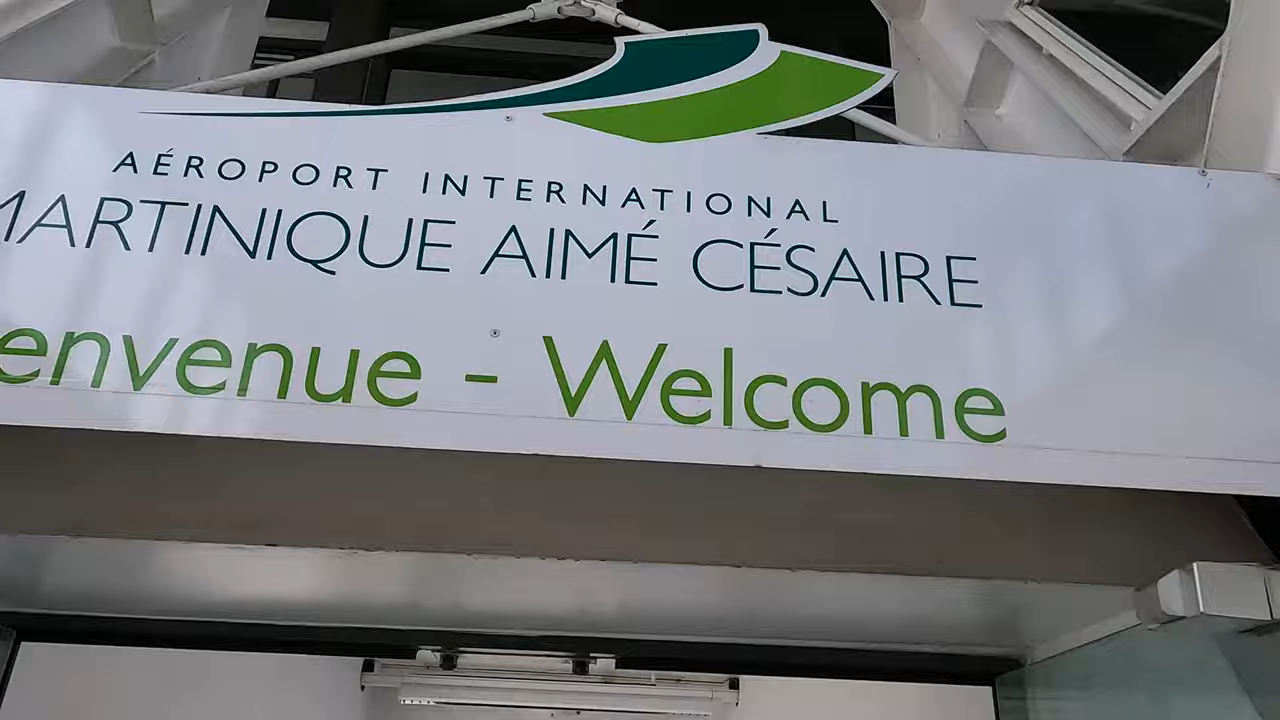 AÉROPORT INTERNATIONAL
MARTINIQUE AIMÉ CÉSAIRE
envenue - Welcome